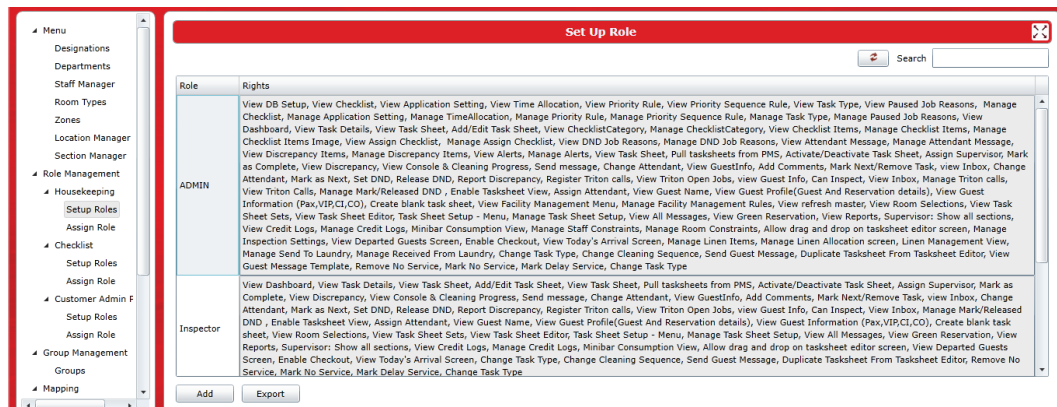 Menu
Designations
Departments
Staff Manager
Room Types
Zones
Location Manager
Section Manager
Role Management
Housekeeping
Setup Roles
Assign Role
Checklist
Setup Roles
Assign Role
Customer Admin F
Setup Roles
Assign Role
Group Management
Groups
Mapping
Set Up Role
Search
Role Rights
ADMIN
View DB Setup, View Checklist, View Application Setting, View Time Allocation, View Priority Rule, View Priority Sequence Rule, View Task Type, View Paused Job Reasons, Manage
Checklist, Manage Application Setting, Manage TimeAllocation, Manage Priority Rule, Manage Priority Sequence Rule, Manage Task Type, Manage Paused Job Reasons, View
Dashboard, View Task Details, View Task Sheet, Add/Edit Task Sheet, View ChecklistCategory, Manage ChecklistCategory, View Checklist Items, Manage Checklist Items, Manage
Checklist Items Image, View Assign Checklist, Manage Assign Checklist, View DND Job Reasons, Manage DND Job Reasons, View Attendant Message, Manage Attendant Message,
View Discrepancy Items, Manage Discrepancy Items, View Alerts, Manage Alerts, View Task Sheet, Pull tasksheets from PMS, Activate/Deactivate Task Sheet, Assign Supervisor, Mark
as Complete, View Discrepancy, View Console & Cleaning Progress, Send message, Change Attendant, View GuestInfo, Add Comments, Mark Next/Remove Task, view Inbox, Change
Attendant, Mark as Next, Set DND, Release DND, Report Discrepancy, Register Triton calls, View Triton Open Jobs, view Guest Info, Can Inspect, View Inbox, Manage Triton calls,
View Triton Calls, Manage Mark/Released DND , Enable Tasksheet View, Assign Attendant, View Guest Name, View Guest Profile(Guest And Reservation details), View Guest
Information (Pax,VIP,CI,CO), Create blank task sheet, View Facility Management Menu, Manage Facility Management Rules, View refresh master, View Room Selections, View Task
Sheet Sets, View Task Sheet Editor, Task Sheet Setup - Menu, Manage Task Sheet Setup, View All Messages, View Green Reservation, View Reports, Supervisor: Show all sections,
View Credit Logs, Manage Credit Logs, Minibar Consumption View, Manage Staff Constraints, Manage Room Constraints, Allow drag and drop on tasksheet editor screen, Manage
Inspection Settings, View Departed Guests Screen, Enable Checkout, View Today's Arrival Screen, Manage Linen Items, Manage Linen Allocation screen, Linen Management View,
Manage Send To Laundry, Manage Received From Laundry, Change Task Type, Change Cleaning Sequence, Send Guest Message, Duplicate Tasksheet From Tasksheet Editor, View
Guest Message Template, Remove No Service, Mark No Service, Mark Delay Service, Change Task Type
Inspector
View Dashboard, View Task Details, View Task Sheet, Add/Edit Task Sheet, View Task Sheet, Pull tasksheets from PMS, Activate/Deactivate Task Sheet, Assign Supervisor, Mark as
Complete, View Discrepancy, View Console & Cleaning Progress, Send message, Change Attendant, View GuestInfo, Add Comments, Mark Next/Remove Task, view Inbox, Change
Attendant, Mark as Next, Set DND, Release DND, Report Discrepancy, Register Triton calls, View Triton Open Jobs, view Guest Info, Can Inspect, View Inbox, Manage Mark/Released
DND , Enable Tasksheet View, Assign Attendant, View Guest Name, View Guest Profile(Guest And Reservation details), View Guest Information (Pax,VIP,CI,CO), Create blank task
sheet, View Room Selections, View Task Sheet Sets, View Task Sheet Editor, Task Sheet Setup - Menu, Manage Task Sheet Setup, View All Messages, View Green Reservation, View
Reports, Supervisor: Show all sections, View Credit Logs, Manage Credit Logs, Minibar Consumption View, Allow drag and drop on tasksheet editor screen, View Departed Guests
Screen, Enable Checkout, View Today's Arrival Screen, Change Task Type, Change Cleaning Sequence, Send Guest Message, Duplicate Tasksheet From Tasksheet Editor, Remove No
Service, Mark No Service, Mark Delay Service, Change Task Type
Add Export